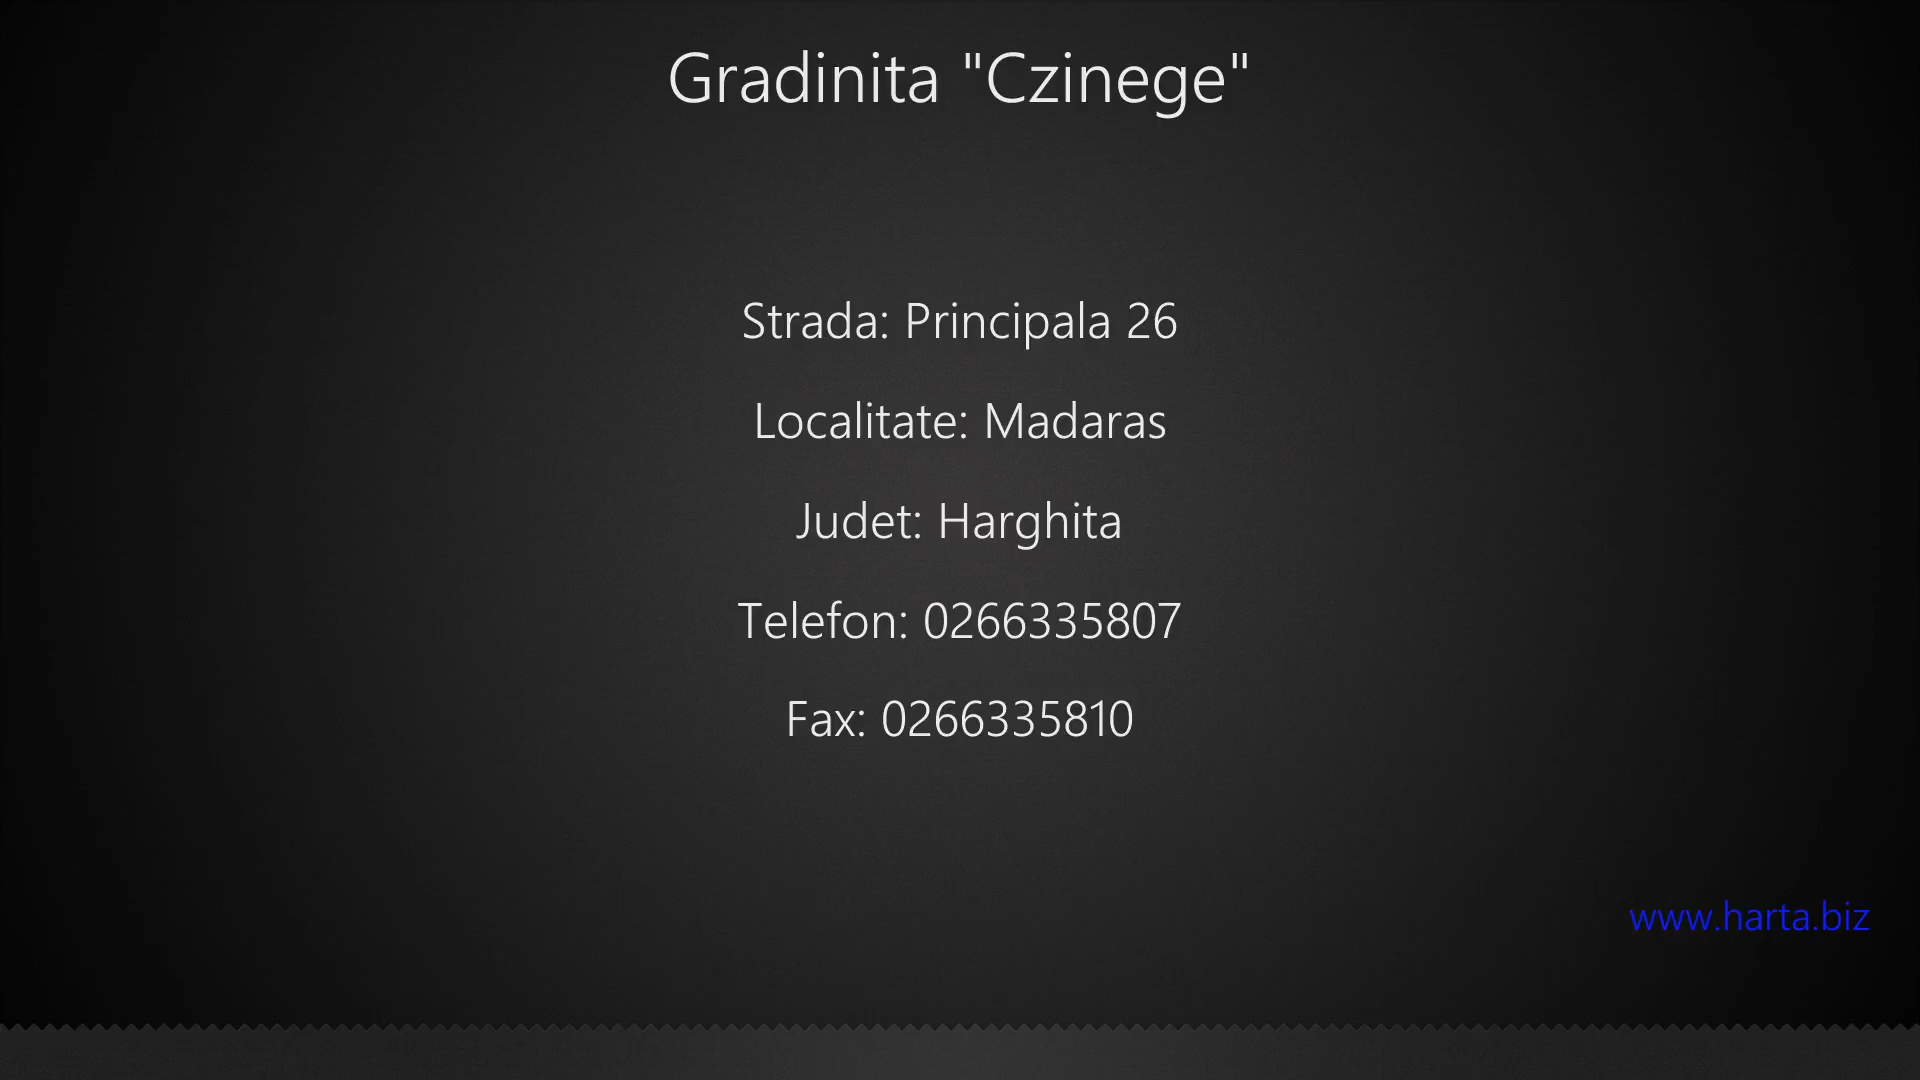 Gradinita "Czinege"
Strada: Principala 26
Localitate: Madaras
Judet: Harghita
Telefon: 0266335807
Fax: 0266335810
www.harta.biz